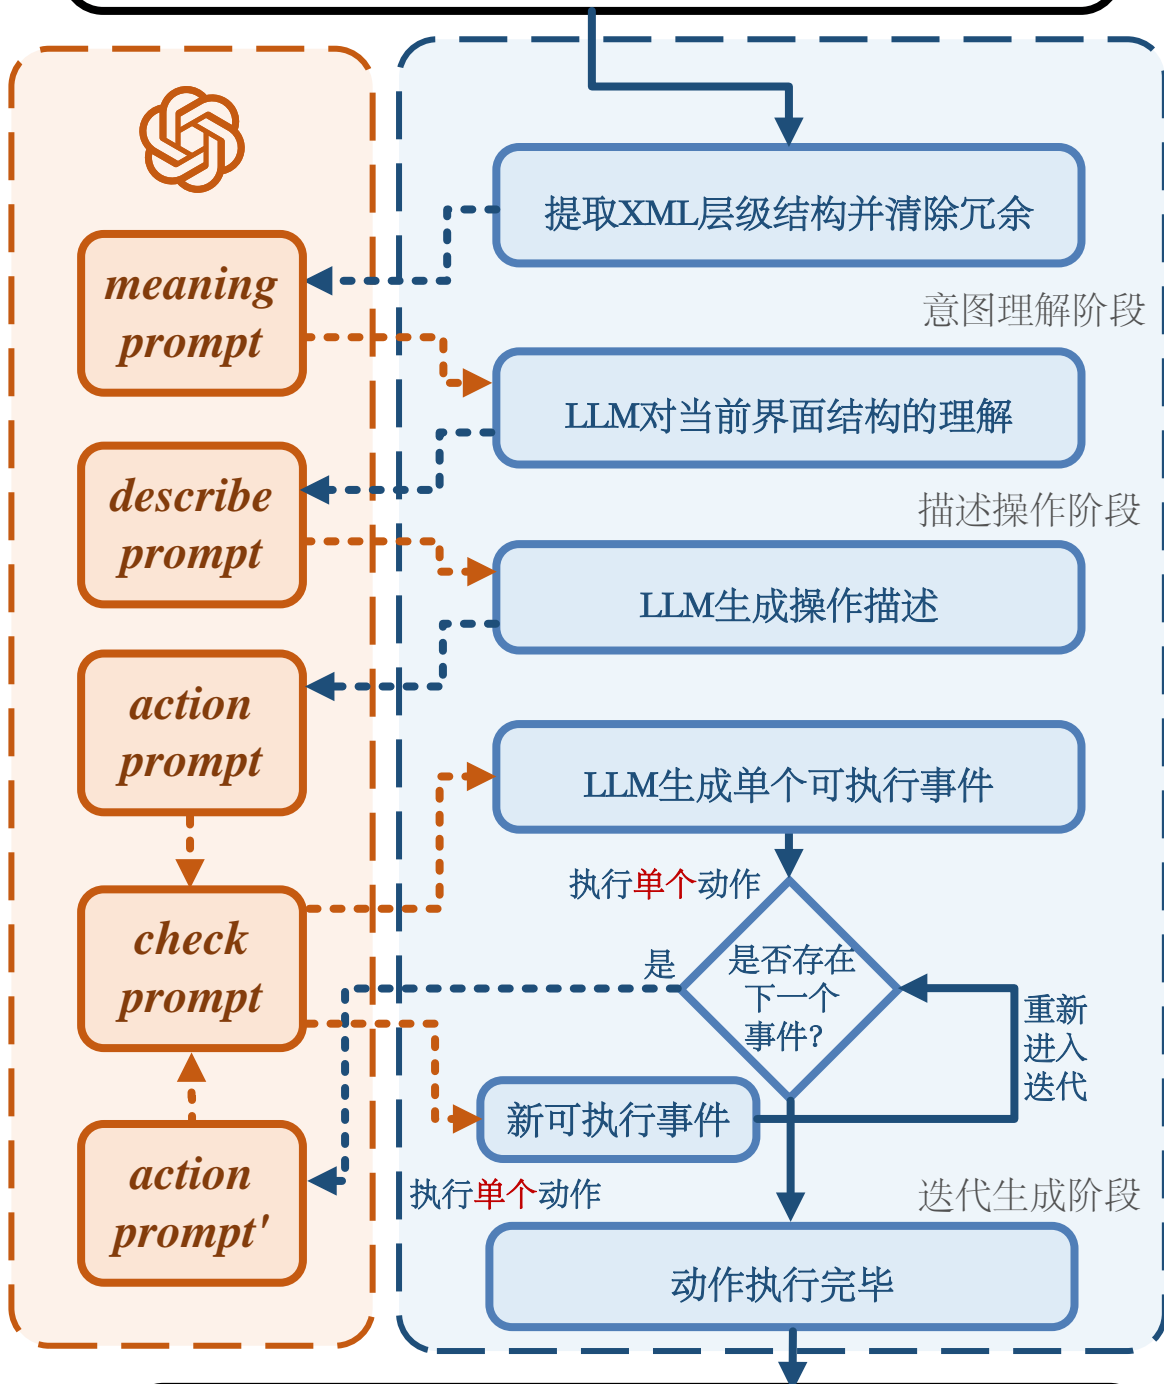 提取XML层级结构并清除冗余
meaning
prompt
意图理解阶段
LLM对当前界面结构的理解
describe
prompt
描述操作阶段
LLM生成操作描述
action
prompt
LLM生成单个可执行事件
执行单个动作
check
prompt
是
是否存在
下一个
事件?
重新
进入
迭代
新可执行事件
action
prompt'
执行单个动作
迭代生成阶段
动作执行完毕